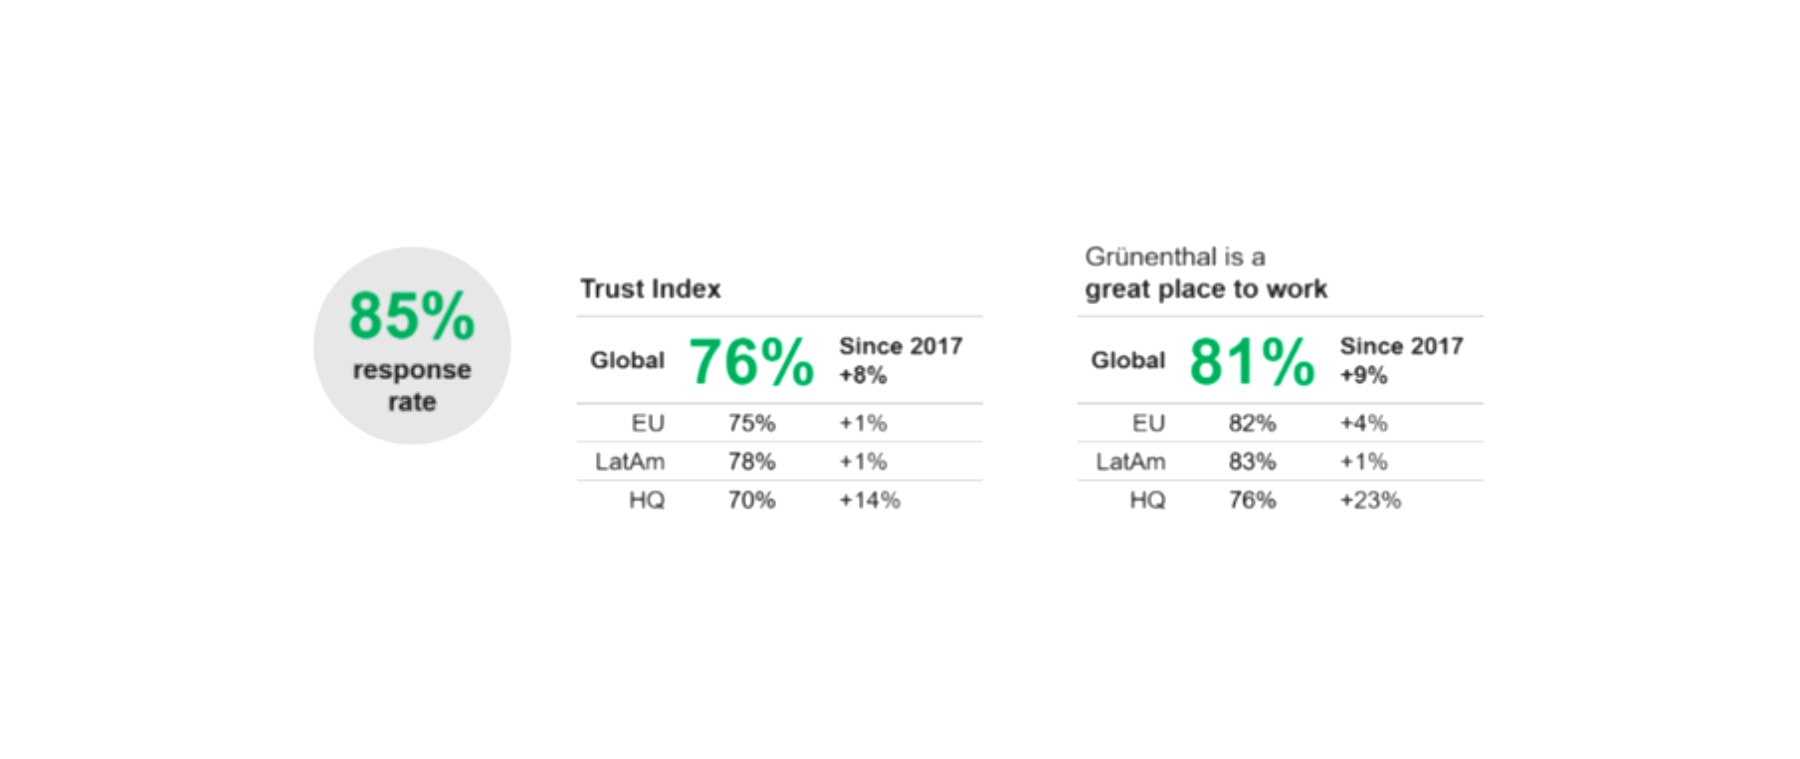 85%
response
rate
Trust Index
Global 76% Since 2017
+8%
EU 75% +1%
LatAm 78% +1%
HQ 70% +14%
Grünenthal is a
great place to work
Global 81% Since 2017
+9%
EU 82% +4%
LatAm 83% +1%
HQ 76% +23%